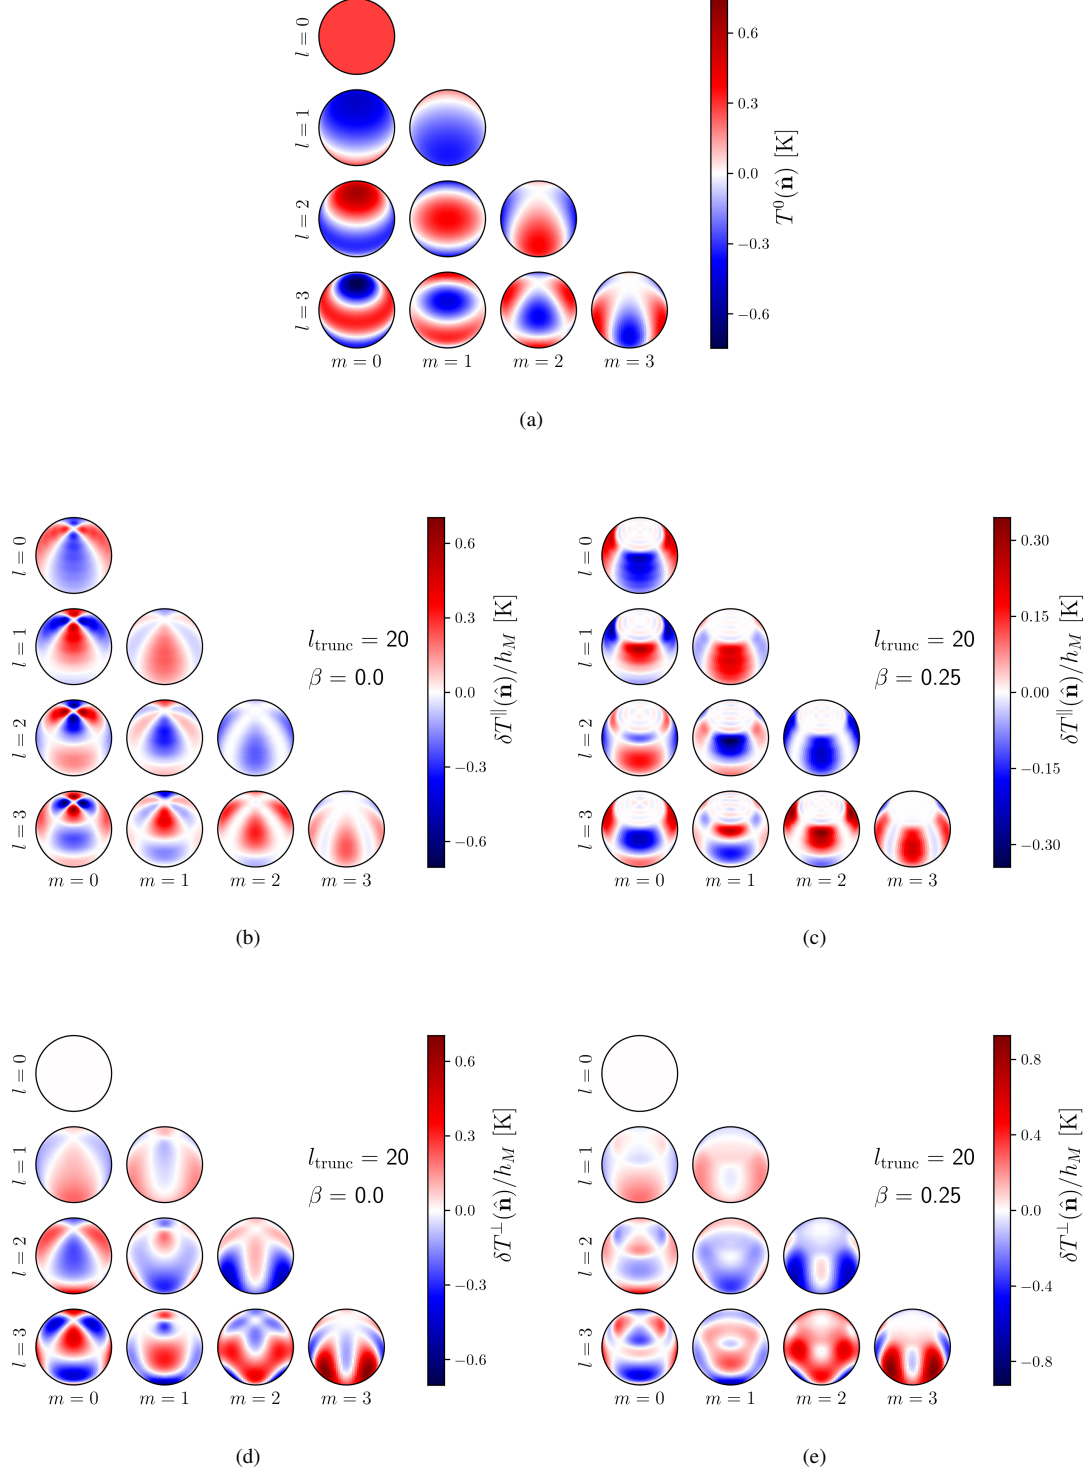 l = 0
l = 1
l = 2
l = 3
m = 0 m = 1 m = 2 m = 3
0.6
0.3
0.0
−0.3
−0.6
T⁰(n̂) [K]
(a)
l = 0
l = 1
l = 2
l = 3
m = 0 m = 1 m = 2 m = 3
l_trunc = 20
β = 0.0
0.6
0.3
0.0
−0.3
−0.6
δT^∥(n̂)/h_M [K]
(b)
l = 0
l = 1
l = 2
l = 3
m = 0 m = 1 m = 2 m = 3
l_trunc = 20
β = 0.25
0.30
0.15
0.00
−0.15
−0.30
δT^∥(n̂)/h_M [K]
(c)
l = 0
l = 1
l = 2
l = 3
m = 0 m = 1 m = 2 m = 3
l_trunc = 20
β = 0.0
0.6
0.3
0.0
−0.3
−0.6
δT^⊥(n̂)/h_M [K]
(d)
l = 0
l = 1
l = 2
l = 3
m = 0 m = 1 m = 2 m = 3
l_trunc = 20
β = 0.25
0.8
0.4
0.0
−0.4
−0.8
δT^⊥(n̂)/h_M [K]
(e)